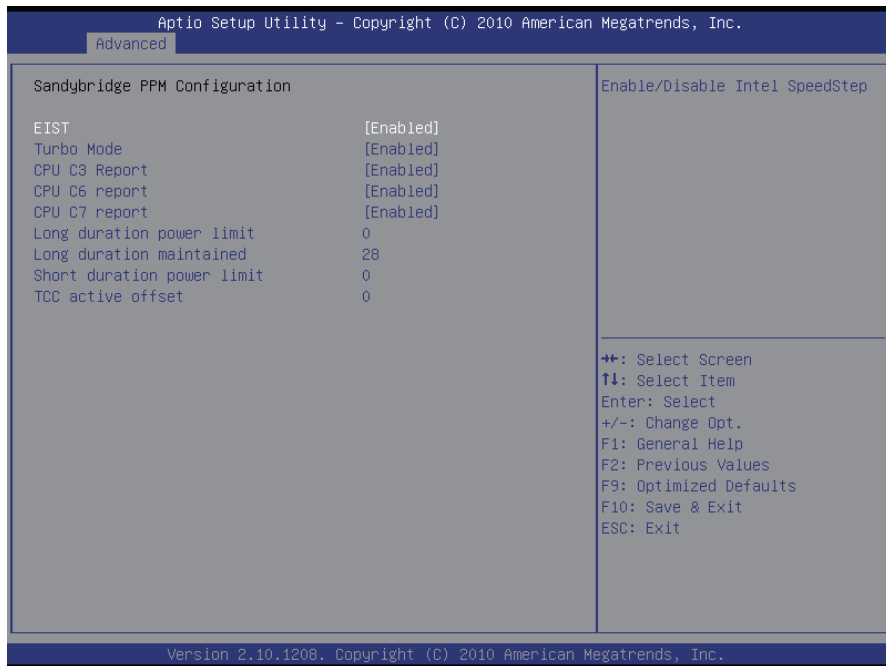 Aptio Setup Utility – Copyright (C) 2010 American Megatrends, Inc.
Advanced
Sandybridge PPM Configuration
EIST [Enabled]
Turbo Mode [Enabled]
CPU C3 Report [Enabled]
CPU C6 report [Enabled]
CPU C7 report [Enabled]
Long duration power limit 0
Long duration maintained 28
Short duration power limit 0
TCC active offset 0
Enable/Disable Intel SpeedStep
→←: Select Screen
↑↓: Select Item
Enter: Select
+/-: Change Opt.
F1: General Help
F2: Previous Values
F9: Optimized Defaults
F10: Save & Exit
ESC: Exit
Version 2.10.1208. Copyright (C) 2010 American Megatrends, Inc.